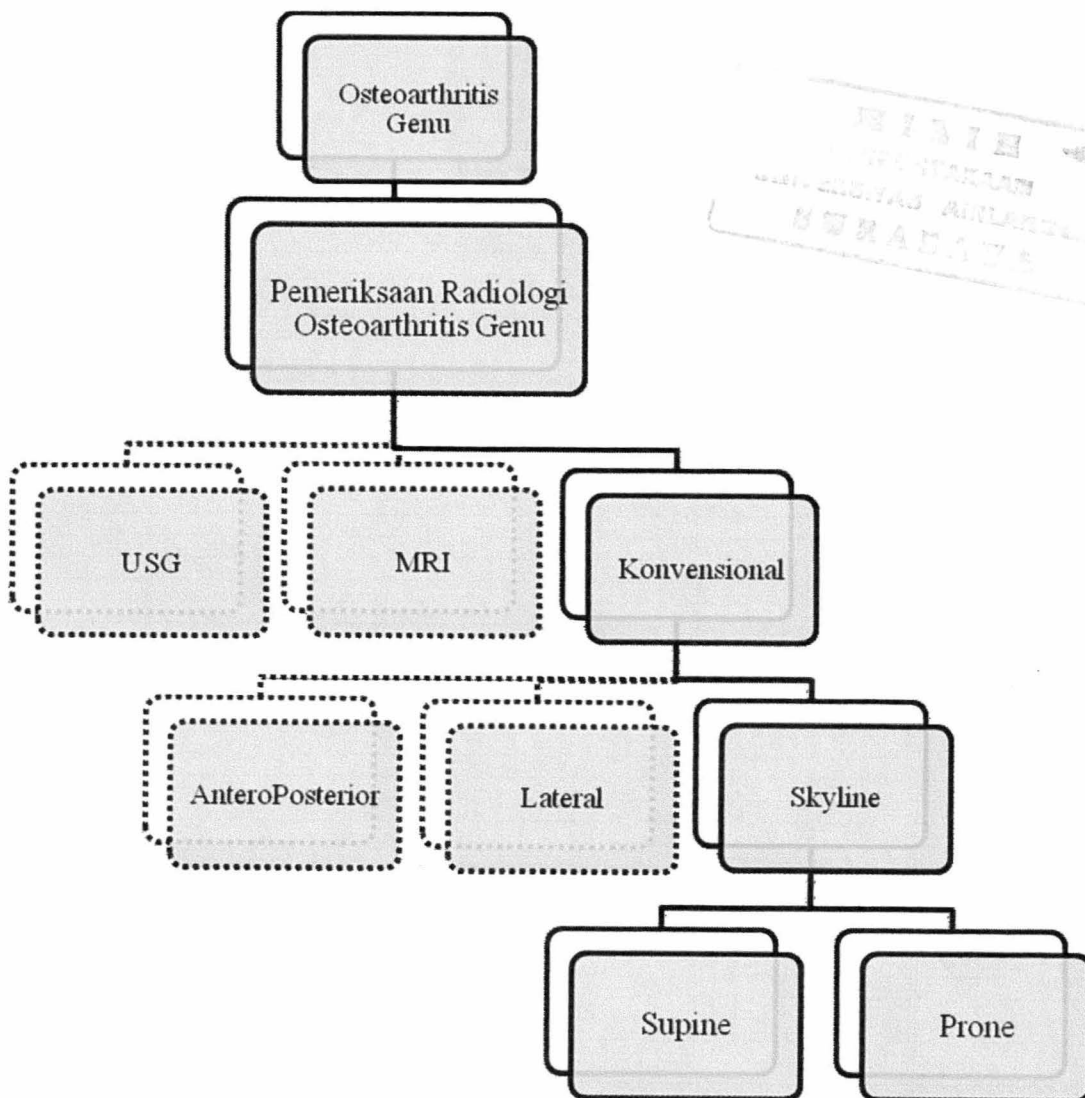 Osteoarthritis
Genu
Pemeriksaan Radiologi
Osteoarthritis Genu
USG
MRI
Konvensional
AnteroPosterior
Lateral
Skyline
Supine
Prone